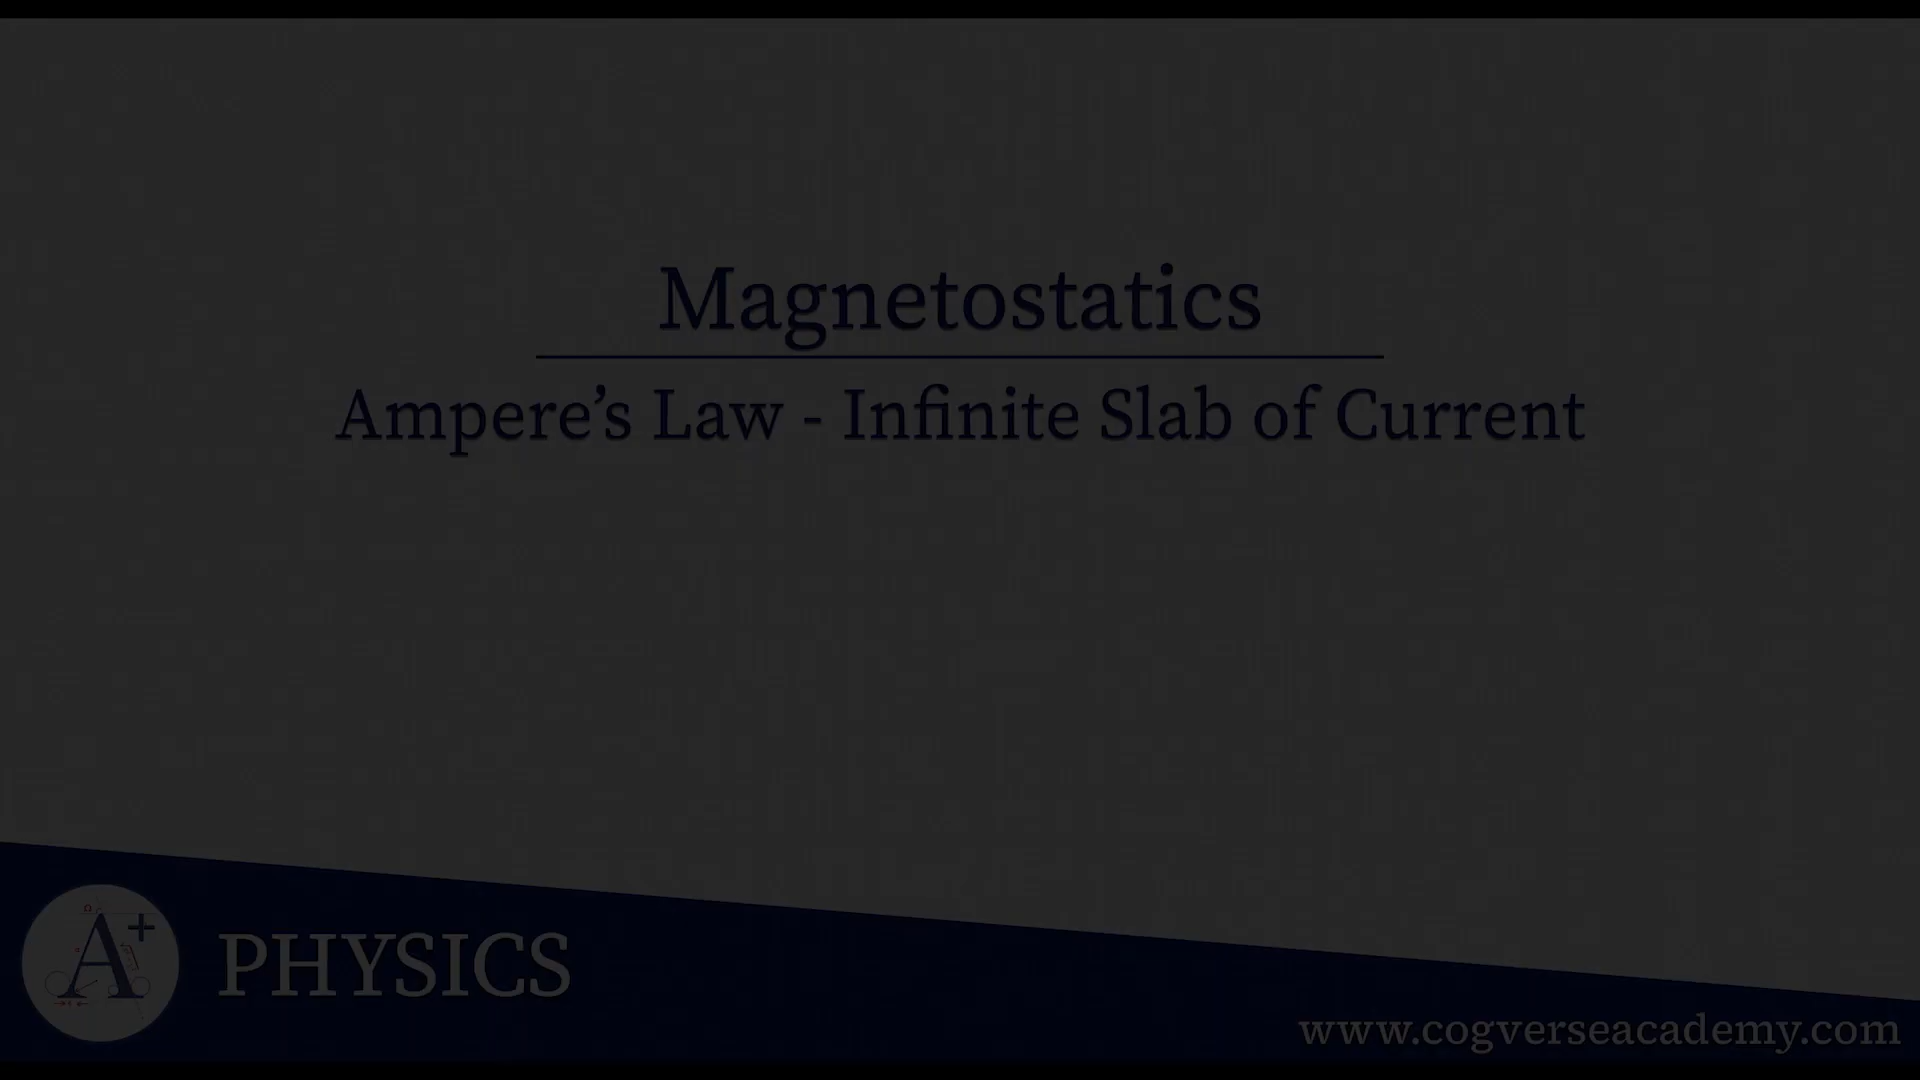 Magnetostatics
Ampere’s Law - Infinite Slab of Current
A+
PHYSICS
www.cogverseacademy.com